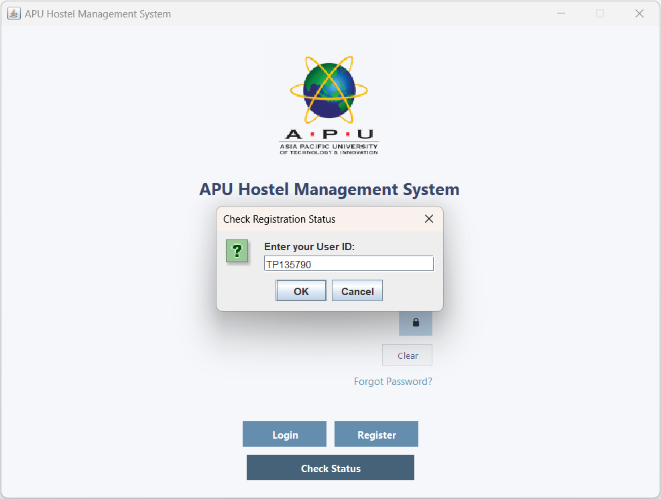 APU Hostel Management System
A • P • U
ASIA PACIFIC UNIVERSITY
OF TECHNOLOGY & INNOVATION
APU Hostel Management System
Check Registration Status
?
Enter your User ID:
TP135790
OK
Cancel
Clear
Forgot Password?
Login
Register
Check Status